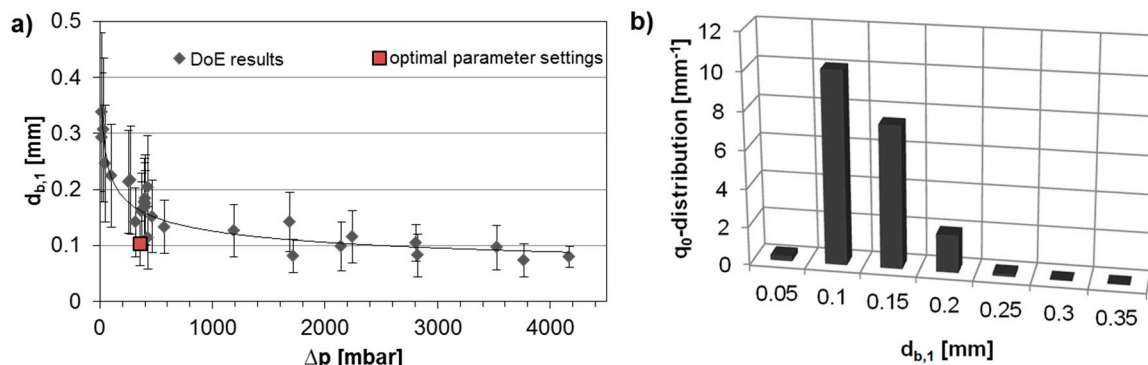 a)
0.5
0.4
0.3
0.2
0.1
0
d_b,1 [mm]
DoE results
optimal parameter settings
0 1000 2000 3000 4000
Δp [mbar]
b)
12
10
8
6
4
2
0
q₀-distribution [mm⁻¹]
0.05 0.1 0.15 0.2 0.25 0.3 0.35
d_b,1 [mm]